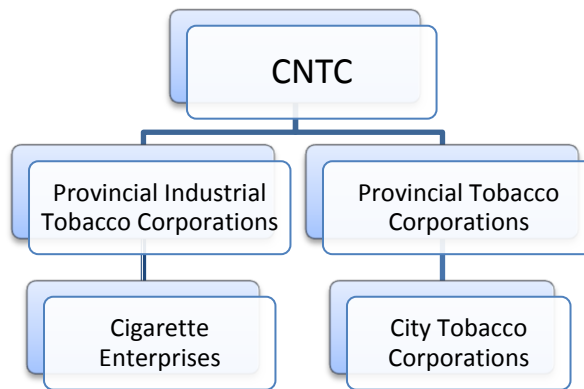 CNTC
Provincial Industrial
Tobacco Corporations
Provincial Tobacco
Corporations
Cigarette
Enterprises
City Tobacco
Corporations